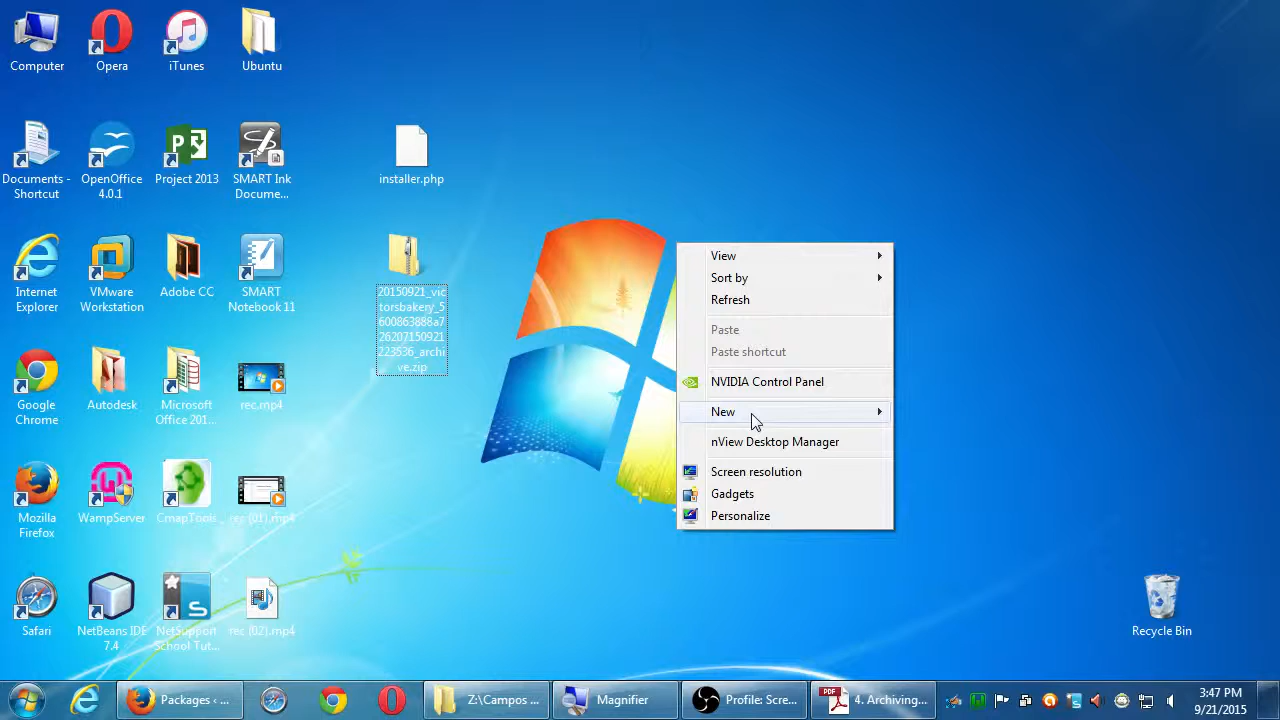 Computer
Opera
iTunes
Ubuntu
Documents -
Shortcut
OpenOffice
4.0.1
Project 2013
SMART Ink
Docume...
installer.php
Internet
Explorer
VMware
Workstation
Adobe CC
SMART
Notebook 11
20150921_vic
torsbakery_5
600863888a7
26207150921
223536_archi
ve.zip
Google
Chrome
Autodesk
Microsoft
Office 201...
rec.mp4
Mozilla
Firefox
WampServer
CmapTools
rec (01).mp4
Safari
NetBeans IDE
7.4
NetSupport
School Tut...
rec (02).mp4
View
Sort by
Refresh
Paste
Paste shortcut
NVIDIA Control Panel
New
nView Desktop Manager
Screen resolution
Gadgets
Personalize
Recycle Bin
Packages ‹ ...
Z:\Campos ...
Magnifier
Profile: Scre...
PDF
4. Archiving...
3:47 PM
9/21/2015